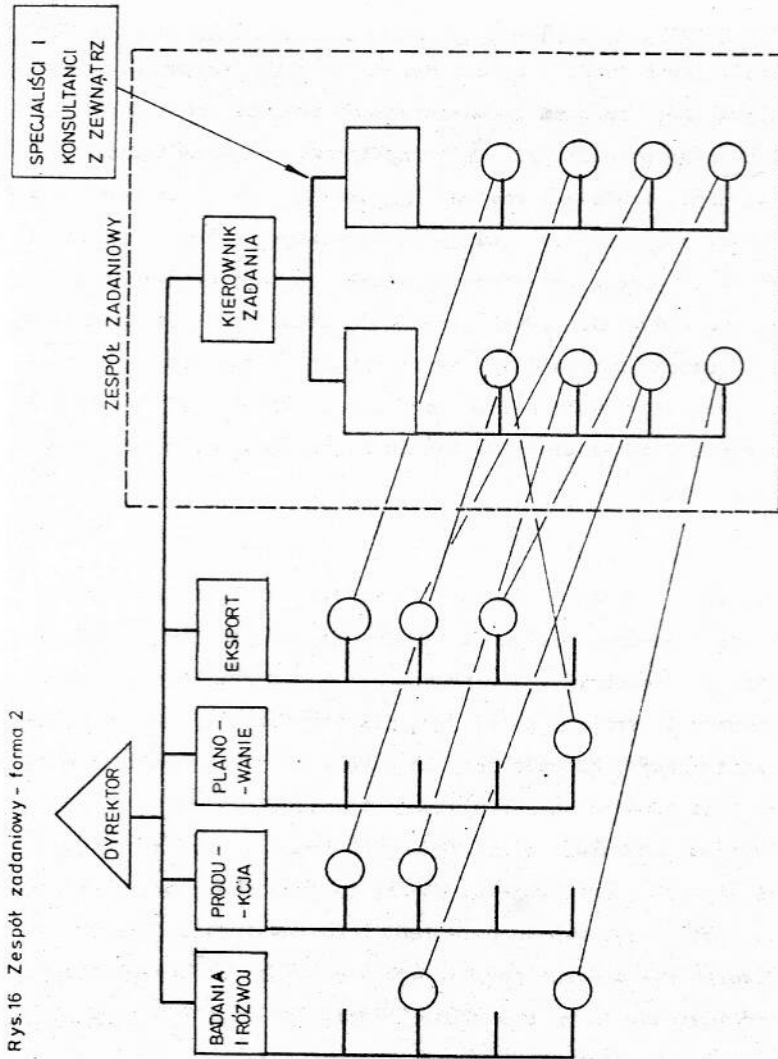 Rys.16 Zespół zadaniowy - forma 2
DYREKTOR
SPECJALIŚCI I
KONSULTANCI
Z ZEWNĄTRZ
ZESPÓŁ ZADANIOWY
BADANIA
I RÓZWOJ
PRODU -
- KCJA
PLANO -
- WANIE
EKSPORT
KIEROWNIK
ZADANIA